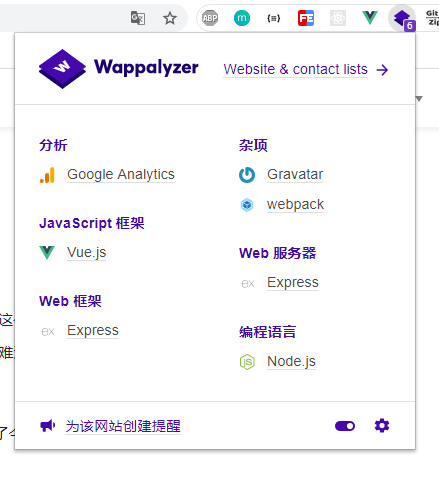 ABP
m
{≡}
FE
6
Git
zip
Wappalyzer
Website & contact lists →
分析
Google Analytics
JavaScript 框架
Vue.js
Web 框架
ex Express
杂项
Gravatar
webpack
Web 服务器
ex Express
编程语言
Node.js
为该网站创建提醒
这
难
了